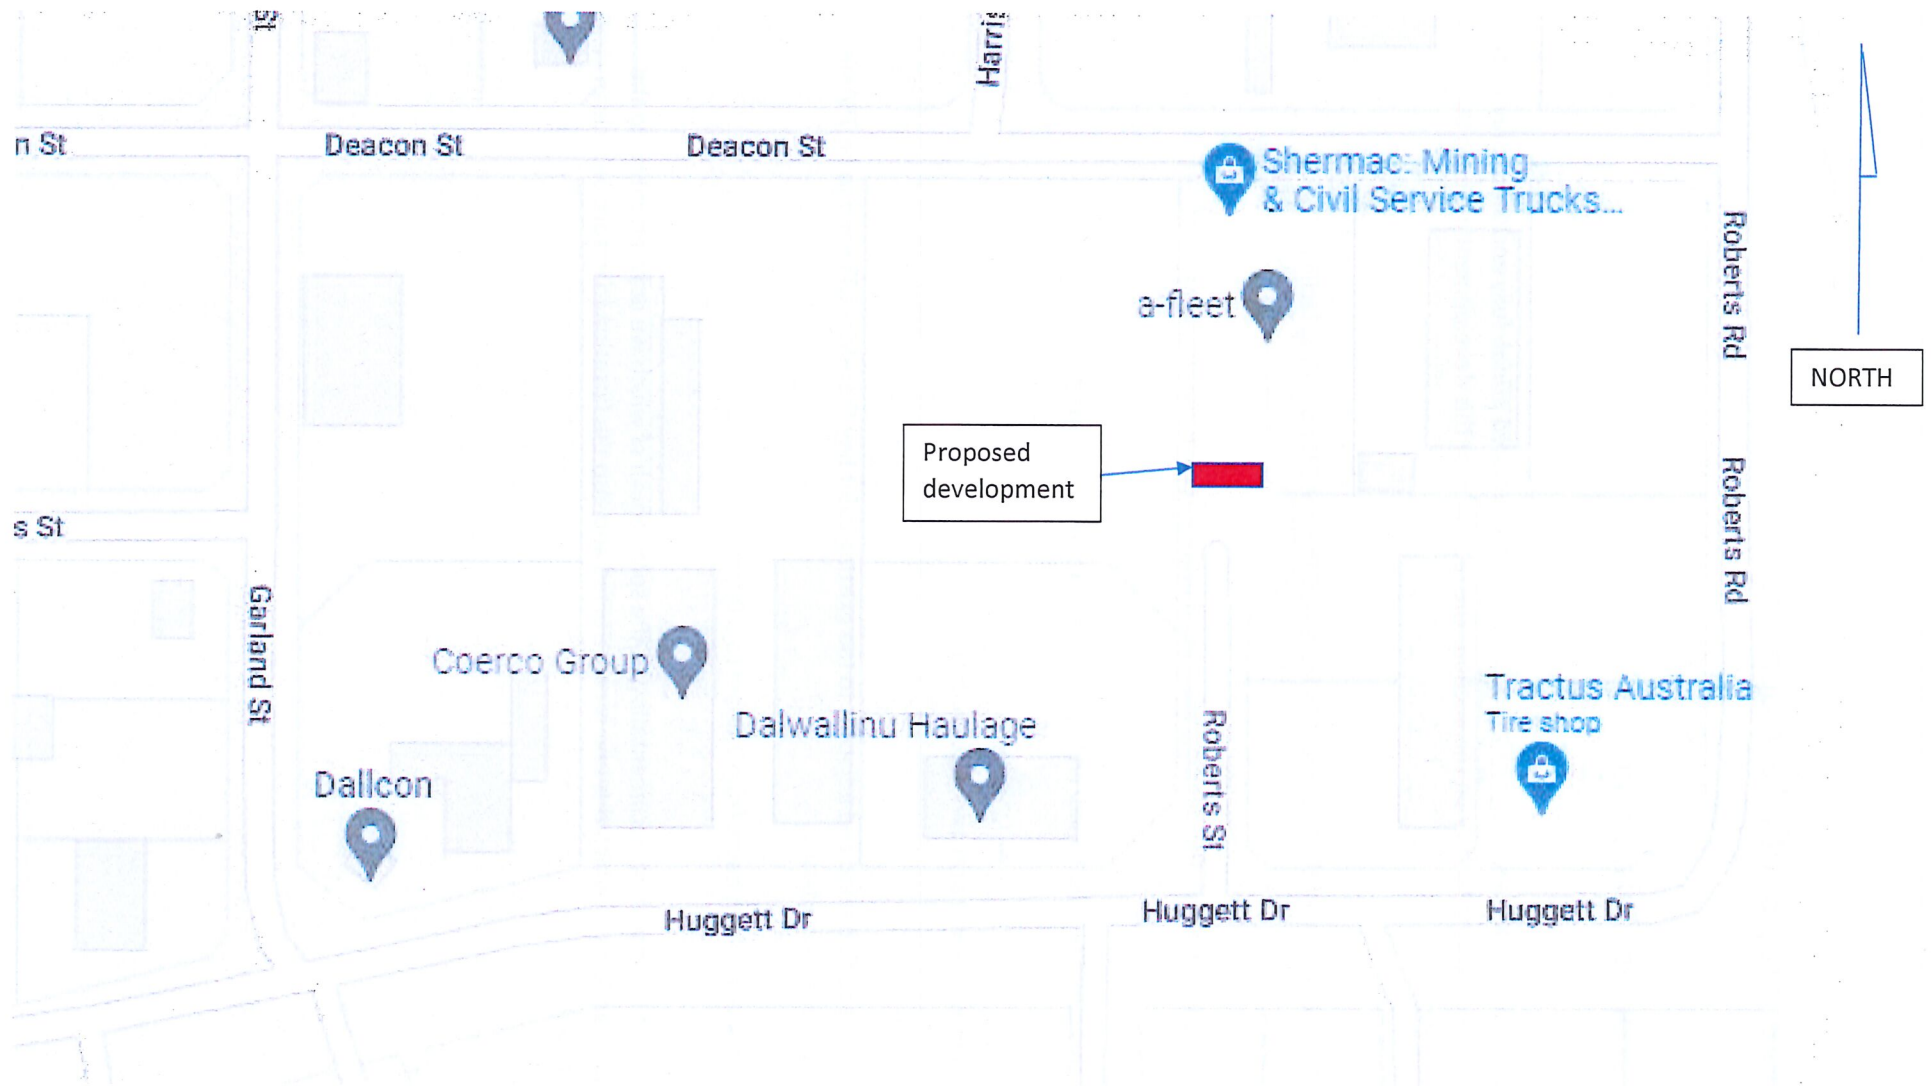 St
Harris
n St
Deacon St
Deacon St
Shermac: Mining
& Civil Service Trucks...
Roberts Rd
a-fleet
NORTH
Proposed
development
Roberts Rd
s St
Garland St
Coerco Group
Tractus Australia
Tire shop
Dalwallinu Haulage
Roberts St
Dallcon
Huggett Dr
Huggett Dr
Huggett Dr